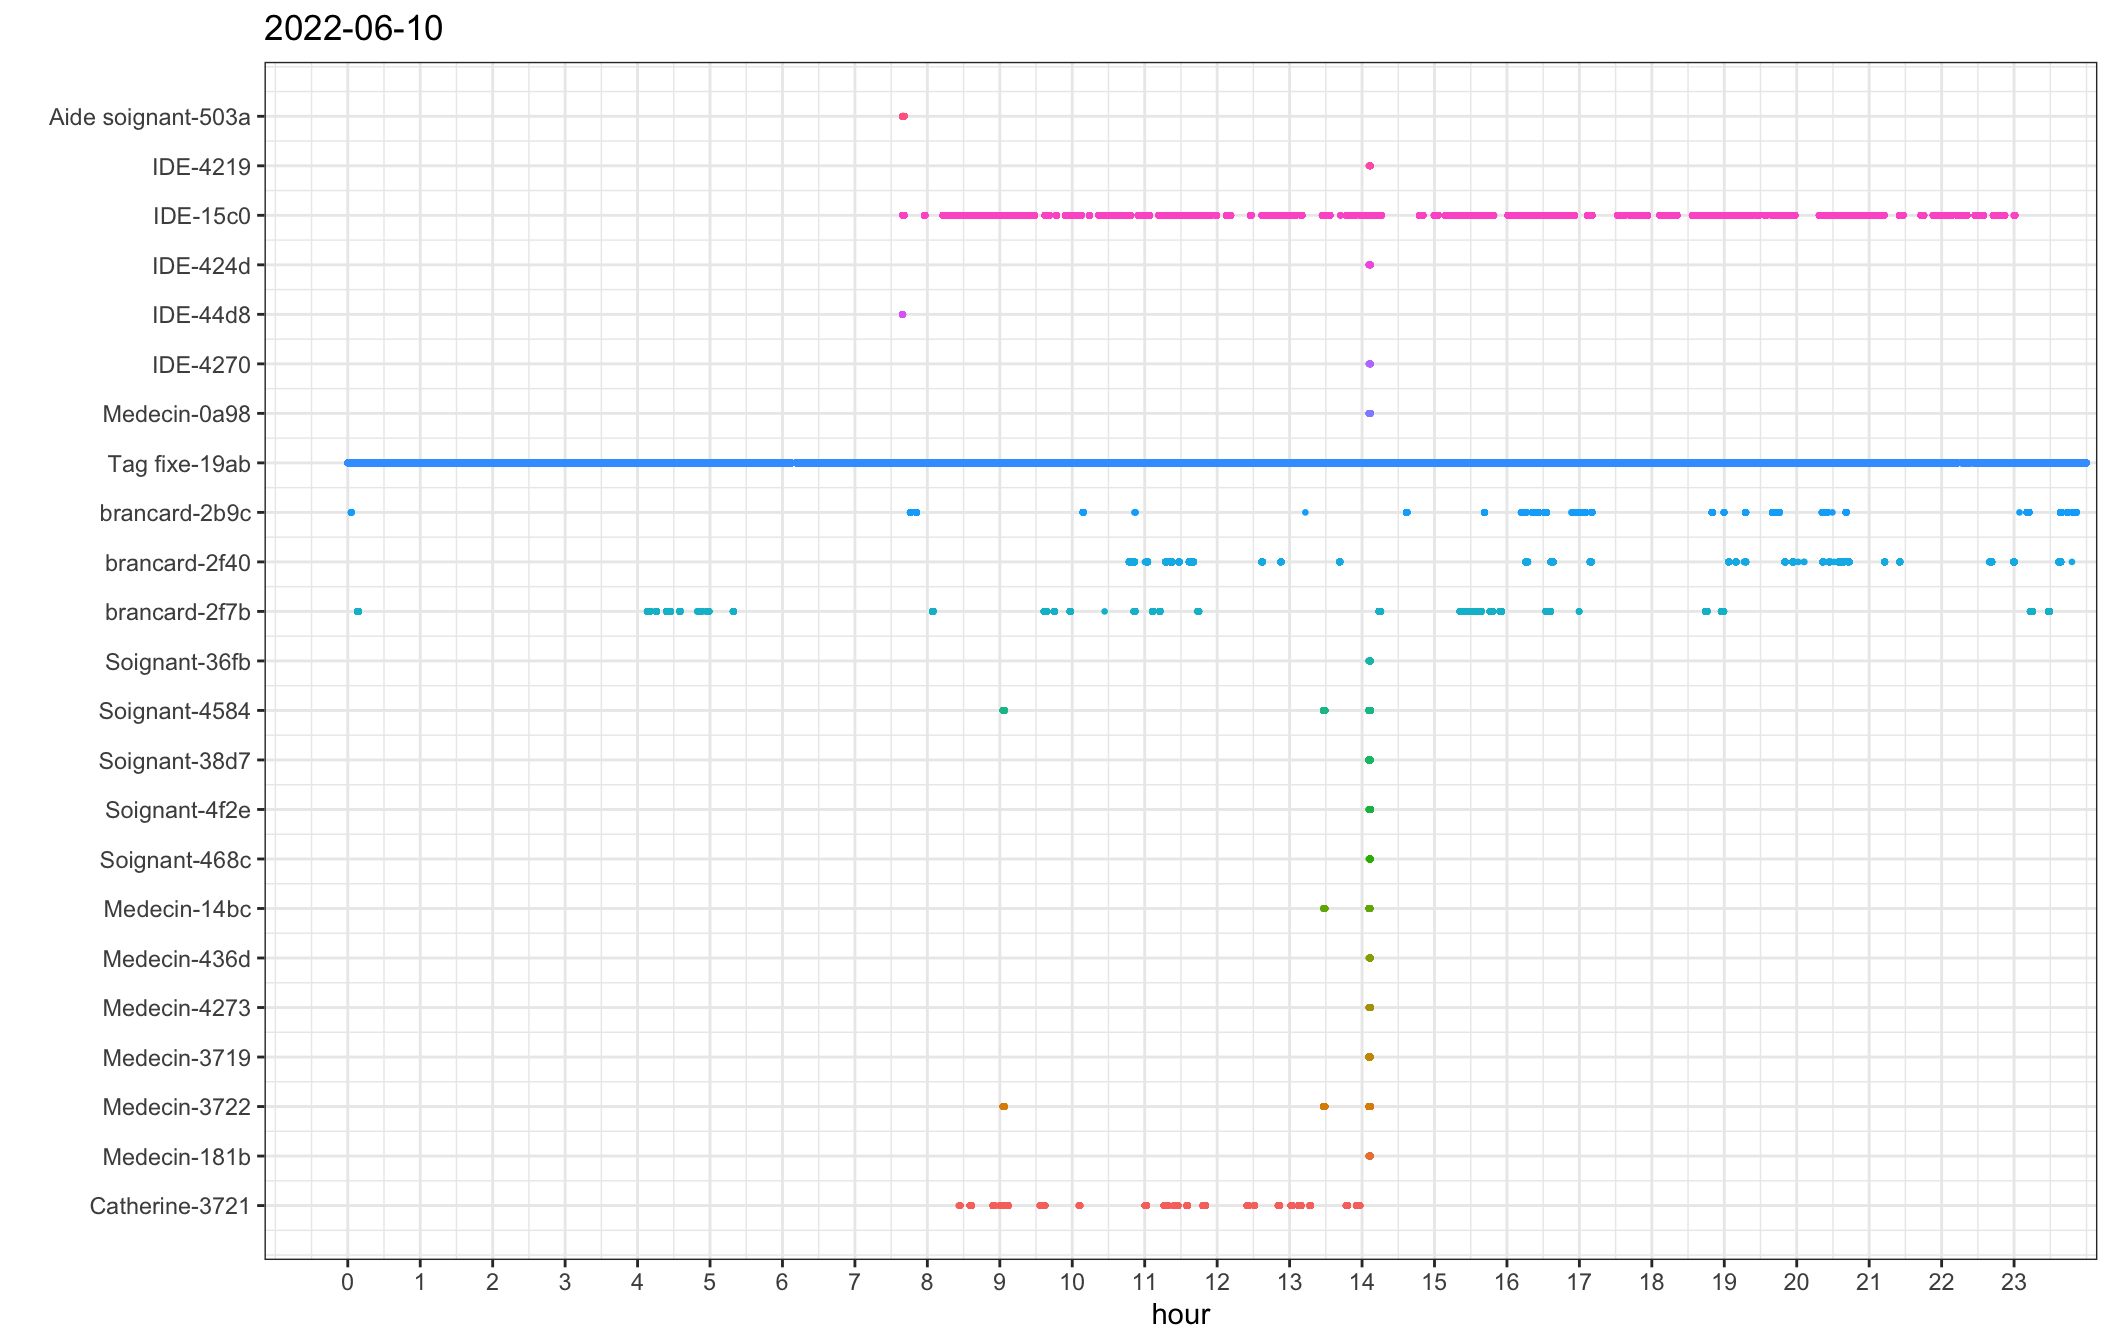 2022-06-10
Aide soignant-503a
IDE-4219
IDE-15c0
IDE-424d
IDE-44d8
IDE-4270
Medecin-0a98
Tag fixe-19ab
brancard-2b9c
brancard-2f40
brancard-2f7b
Soignant-36fb
Soignant-4584
Soignant-38d7
Soignant-4f2e
Soignant-468c
Medecin-14bc
Medecin-436d
Medecin-4273
Medecin-3719
Medecin-3722
Medecin-181b
Catherine-3721
0 1 2 3 4 5 6 7 8 9 10 11 12 13 14 15 16 17 18 19 20 21 22 23
hour